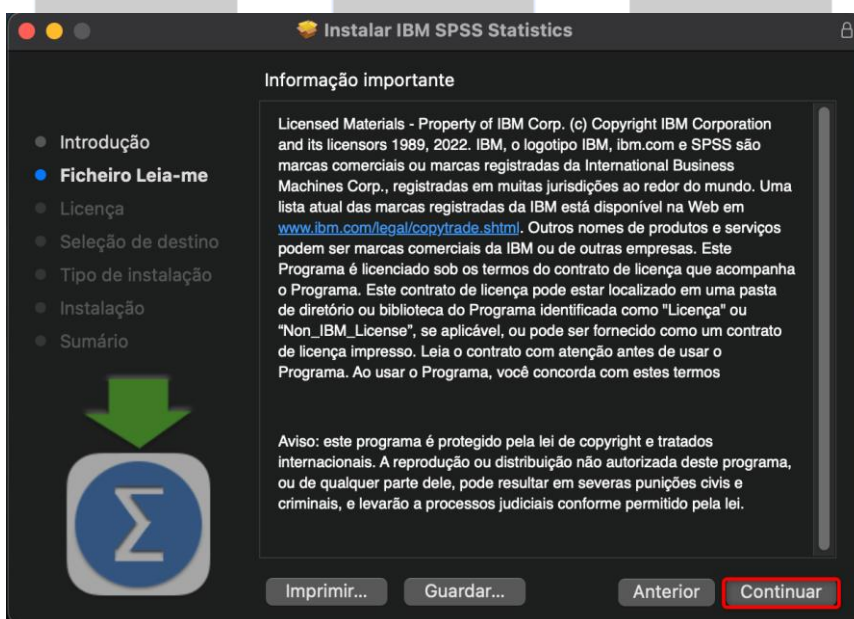 Instalar IBM SPSS Statistics
Informação importante
Introdução
Ficheiro Leia-me
Licença
Seleção de destino
Tipo de instalação
Instalação
Sumário
Licensed Materials - Property of IBM Corp. (c) Copyright IBM Corporation
and its licensors 1989, 2022. IBM, o logotipo IBM, ibm.com e SPSS são
marcas comerciais ou marcas registradas da International Business
Machines Corp., registradas em muitas jurisdições ao redor do mundo. Uma
lista atual das marcas registradas da IBM está disponível na Web em
www.ibm.com/legal/copytrade.shtml. Outros nomes de produtos e serviços
podem ser marcas comerciais da IBM ou de outras empresas. Este
Programa é licenciado sob os termos do contrato de licença que acompanha
o Programa. Este contrato de licença pode estar localizado em uma pasta
de diretório ou biblioteca do Programa identificada como "Licença" ou
“Non_IBM_License”, se aplicável, ou pode ser fornecido como um contrato
de licença impresso. Leia o contrato com atenção antes de usar o
Programa. Ao usar o Programa, você concorda com estes termos
Aviso: este programa é protegido pela lei de copyright e tratados
internacionais. A reprodução ou distribuição não autorizada deste programa,
ou de qualquer parte dele, pode resultar em severas punições civis e
criminais, e levarão a processos judiciais conforme permitido pela lei.
Σ
Imprimir... Guardar... Anterior Continuar